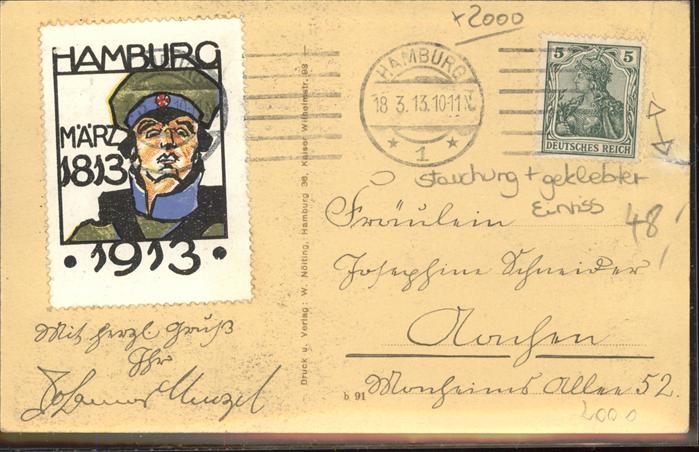 x2000
HAMBURG
MÄRZ
1813
• 1913 •
HAMBURG
18 3.13.10-11 N.
* 1 *
5 5
DEUTSCHES REICH
Druck u. Verlag: W. Nölting, Hamburg 36, Kaiser Wilhelmstr. 93
b 91
Stauchung + geklebter
Einriss
48
Fräulein
Josephine Schneider
Aachen
Monheims Allee 52.
2000
Mit herzl Gruß
Ihr
Johannes